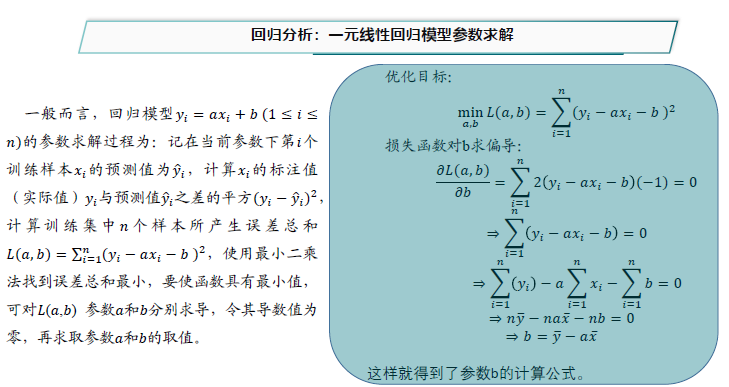 回归分析：一元线性回归模型参数求解
一般而言，回归模型$y_i = ax_i + b$ $(1 \leq i \leq$
$n)$的参数求解过程为：记在当前参数下第$i$个
训练样本$x_i$的预测值为$\hat{y}_i$，计算$x_i$的标注值
（实际值）$y_i$与预测值$\hat{y}_i$之差的平方$(y_i - \hat{y}_i)^2$，
计算训练集中$n$个样本所产生误差总和
$L(a,b) = \sum_{i=1}^{n}(y_i - ax_i - b)^2$，使用最小二乘
法找到误差总和最小，要使函数具有最小值，
可对$L(a,b)$ 参数$a$和$b$分别求导，令其导数值为
零，再求取参数$a$和$b$的取值。
优化目标：
$\min_{a,b} L(a,b) = \sum_{i=1}^{n}(y_i - ax_i - b)^2$
损失函数对b求偏导：
$\frac{\partial L(a,b)}{\partial b} = \sum_{i=1}^{n} 2(y_i - ax_i - b)(-1) = 0$
$\Rightarrow \sum_{i=1}^{n}(y_i - ax_i - b) = 0$
$\Rightarrow \sum_{i=1}^{n}(y_i) - a\sum_{i=1}^{n} x_i - \sum_{i=1}^{n} b = 0$
$\Rightarrow n\bar{y} - na\bar{x} - nb = 0$
$\Rightarrow b = \bar{y} - a\bar{x}$
这样就得到了参数b的计算公式。